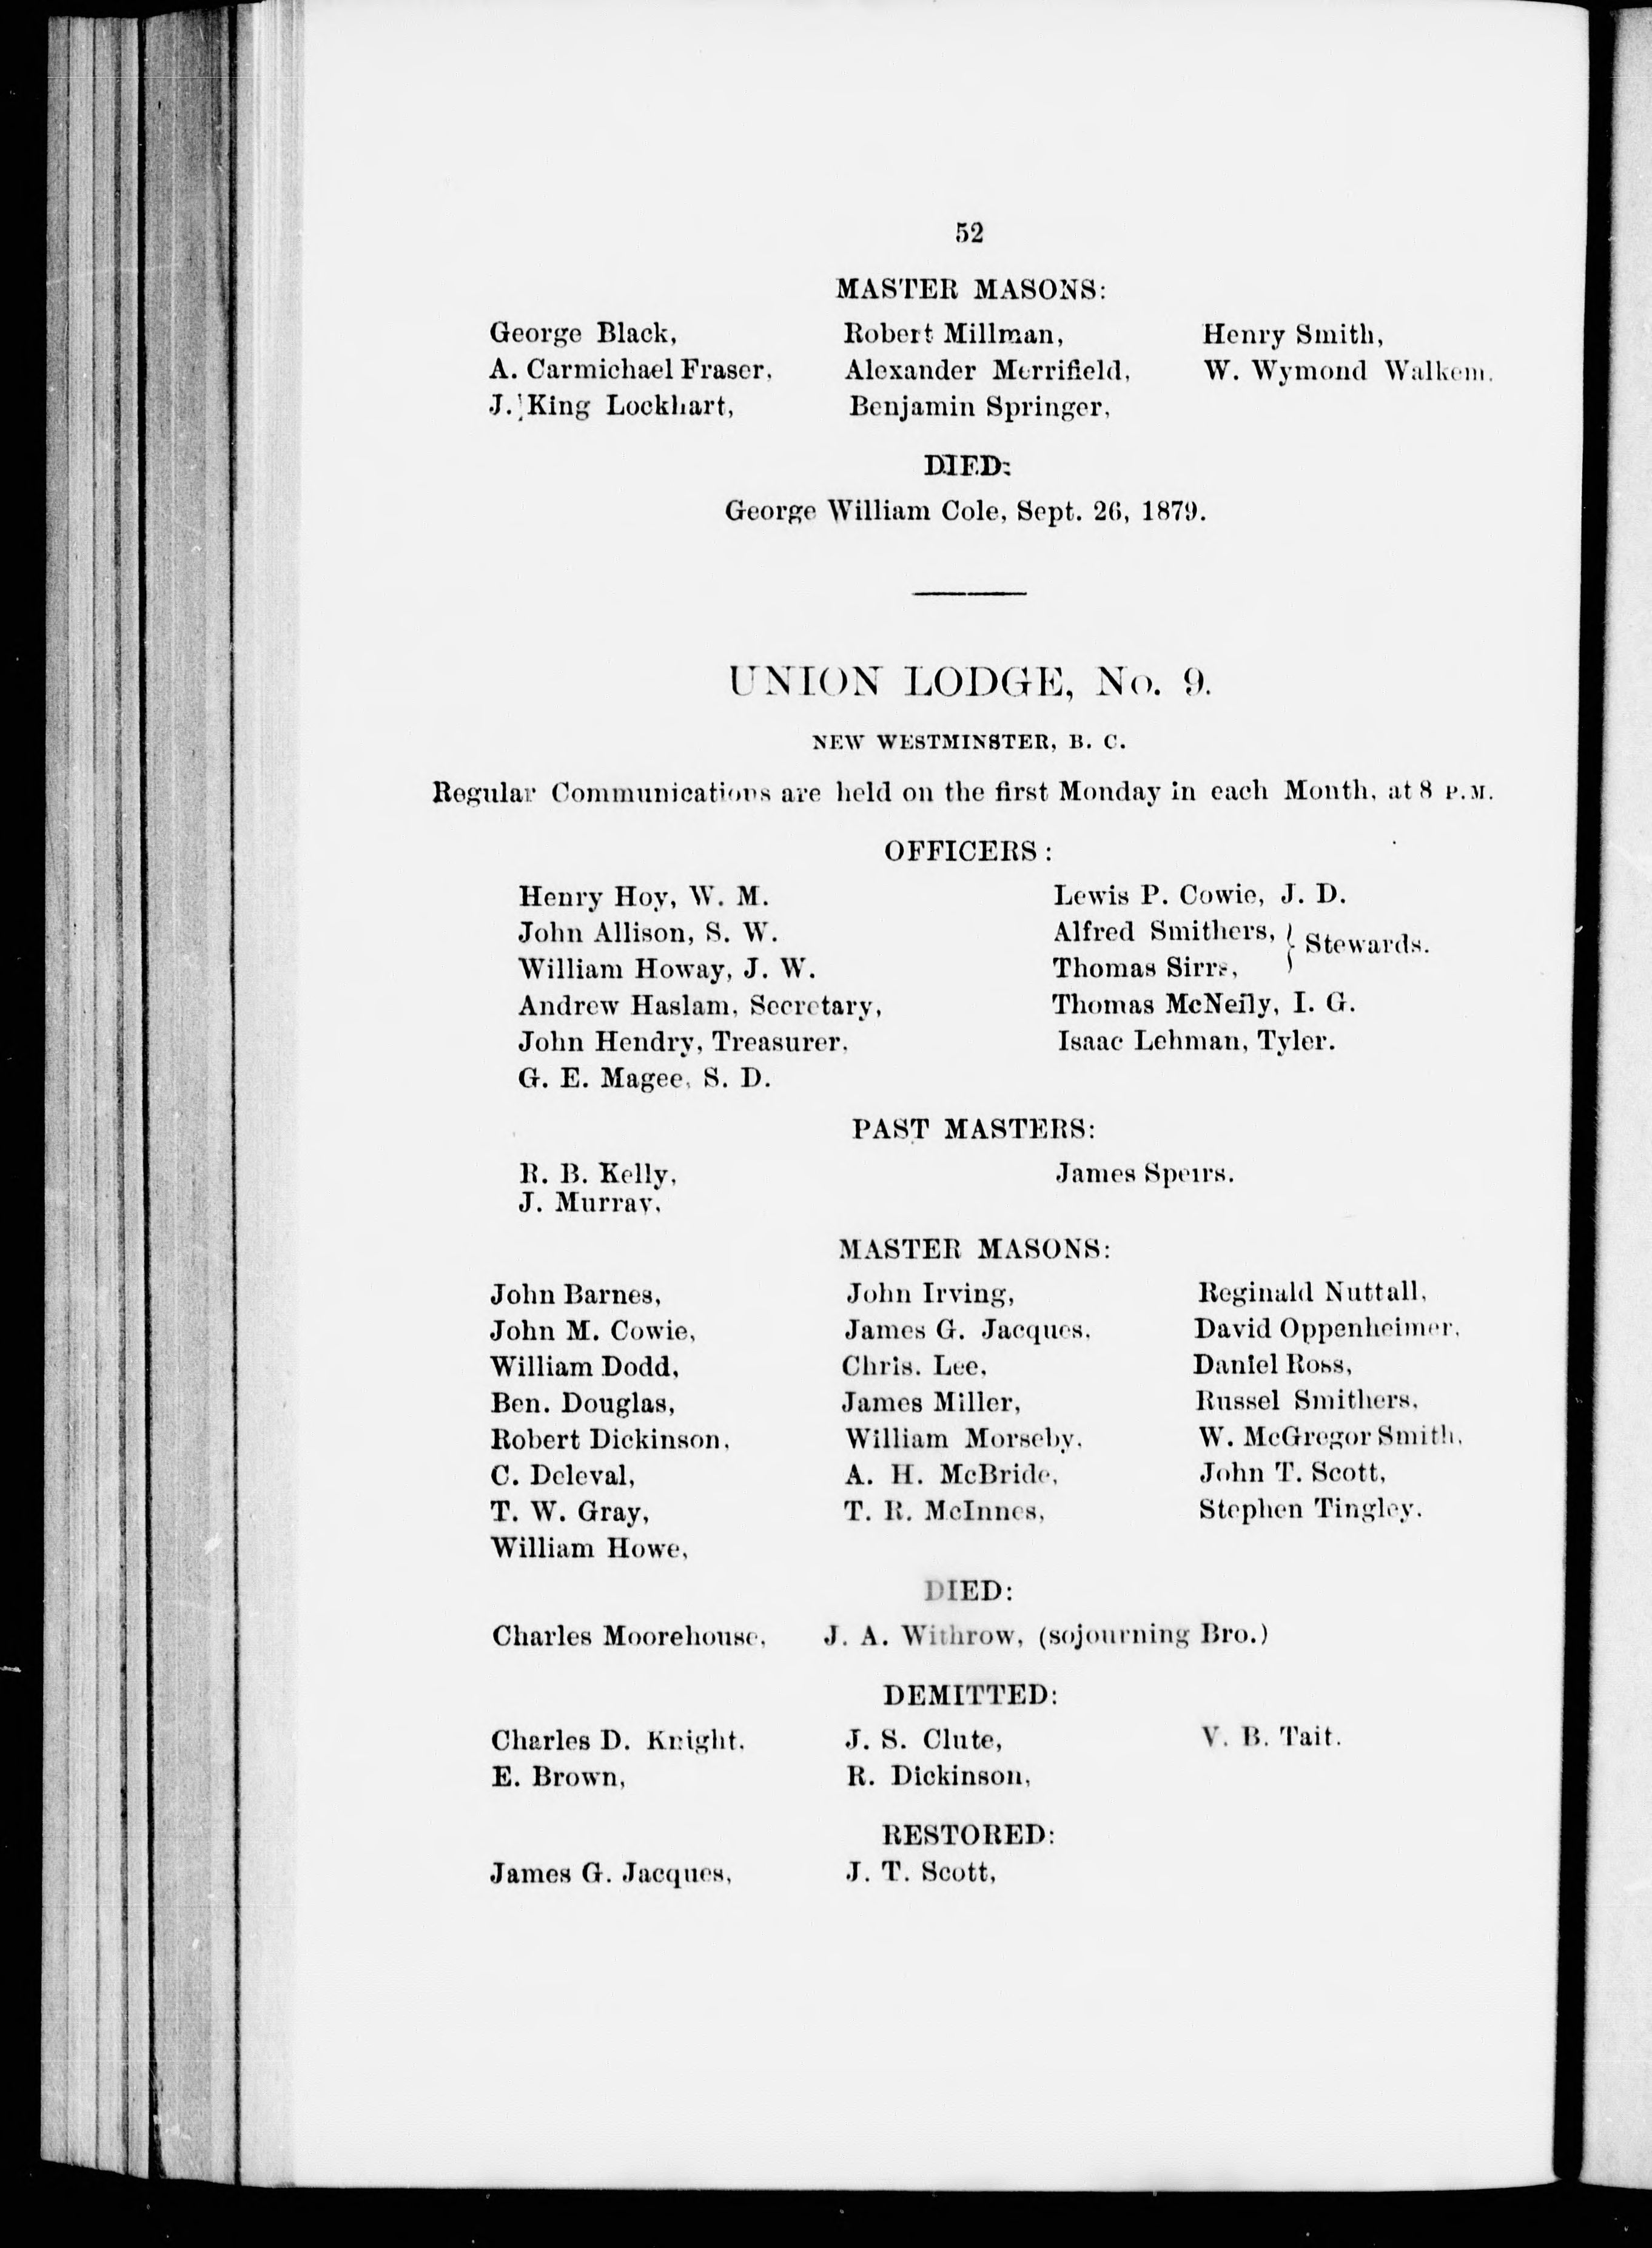 52
MASTER MASONS:
George Black, Robert Millman, Henry Smith,
A. Carmichael Fraser, Alexander Merrifield, W. Wymond Walkem.
J. King Lockhart, Benjamin Springer,
DIED:
George William Cole, Sept. 26, 1879.
UNION LODGE, No. 9.
NEW WESTMINSTER, B. C.
Regular Communications are held on the first Monday in each Month, at 8 P.M.
OFFICERS:
Henry Hoy, W. M.
John Allison, S. W.
William Howay, J. W.
Andrew Haslam, Secretary,
John Hendry, Treasurer.
G. E. Magee, S. D.
Lewis P. Cowie, J. D.
Alfred Smithers, } Stewards.
Thomas Sirrs,
Thomas McNeily, I. G.
Isaac Lehman, Tyler.
PAST MASTERS:
R. B. Kelly, James Speirs.
J. Murray,
MASTER MASONS:
John Barnes, John Irving, Reginald Nuttall,
John M. Cowie, James G. Jacques, David Oppenheimer,
William Dodd, Chris. Lee, Daniel Ross,
Ben. Douglas, James Miller, Russel Smithers,
Robert Dickinson, William Morseby, W. McGregor Smith,
C. Deleval, A. H. McBride, John T. Scott,
T. W. Gray, T. R. McInnes, Stephen Tingley.
William Howe,
DIED:
Charles Moorehouse, J. A. Withrow, (sojourning Bro.)
DEMITTED:
Charles D. Knight, J. S. Clute, V. B. Tait.
E. Brown, R. Dickinson,
RESTORED:
James G. Jacques, J. T. Scott,